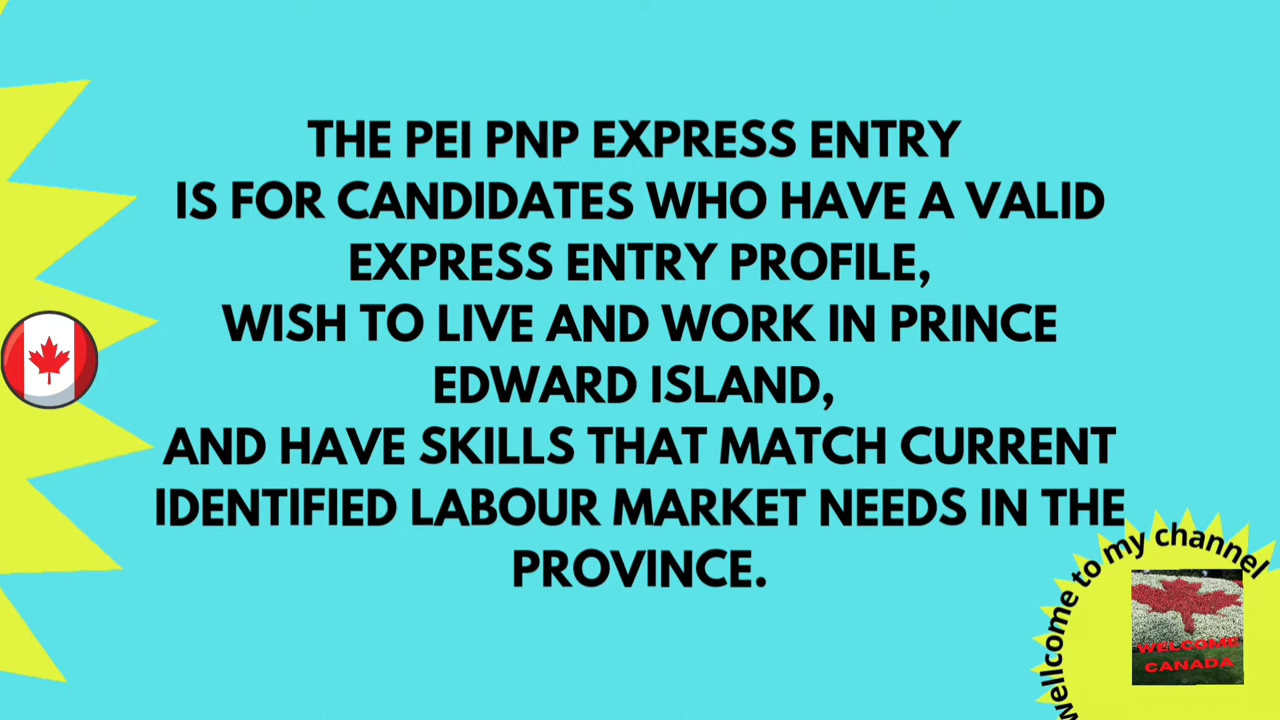 THE PEI PNP EXPRESS ENTRY
IS FOR CANDIDATES WHO HAVE A VALID
EXPRESS ENTRY PROFILE,
WISH TO LIVE AND WORK IN PRINCE
EDWARD ISLAND,
AND HAVE SKILLS THAT MATCH CURRENT
IDENTIFIED LABOUR MARKET NEEDS IN THE
PROVINCE.
wellcome to my channel
WELCOME
CANADA